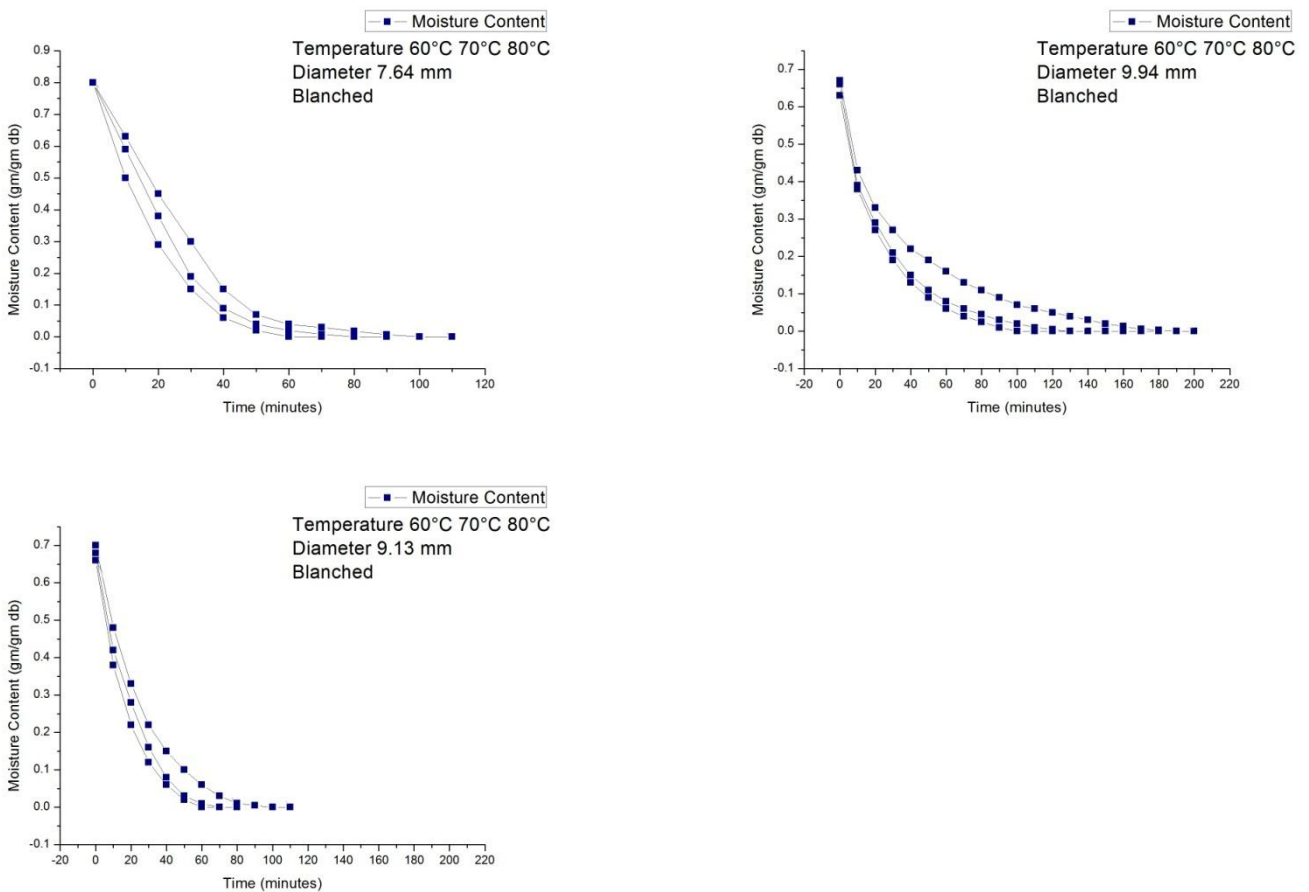 Moisture Content
Temperature 60°C 70°C 80°C
Diameter 7.64 mm
Blanched
0.9
0.8
0.7
0.6
0.5
0.4
0.3
0.2
0.1
0.0
-0.1
Moisture Content (gm/gm db)
0 20 40 60 80 100 120
Time (minutes)
Moisture Content
Temperature 60°C 70°C 80°C
Diameter 9.94 mm
Blanched
0.7
0.6
0.5
0.4
0.3
0.2
0.1
0.0
-0.1
Moisture Content (gm/gm db)
-20 0 20 40 60 80 100 120 140 160 180 200 220
Time (minutes)
Moisture Content
Temperature 60°C 70°C 80°C
Diameter 9.13 mm
Blanched
0.7
0.6
0.5
0.4
0.3
0.2
0.1
0.0
-0.1
Moisture Content (gm/gm db)
-20 0 20 40 60 80 100 120 140 160 180 200 220
Time (minutes)